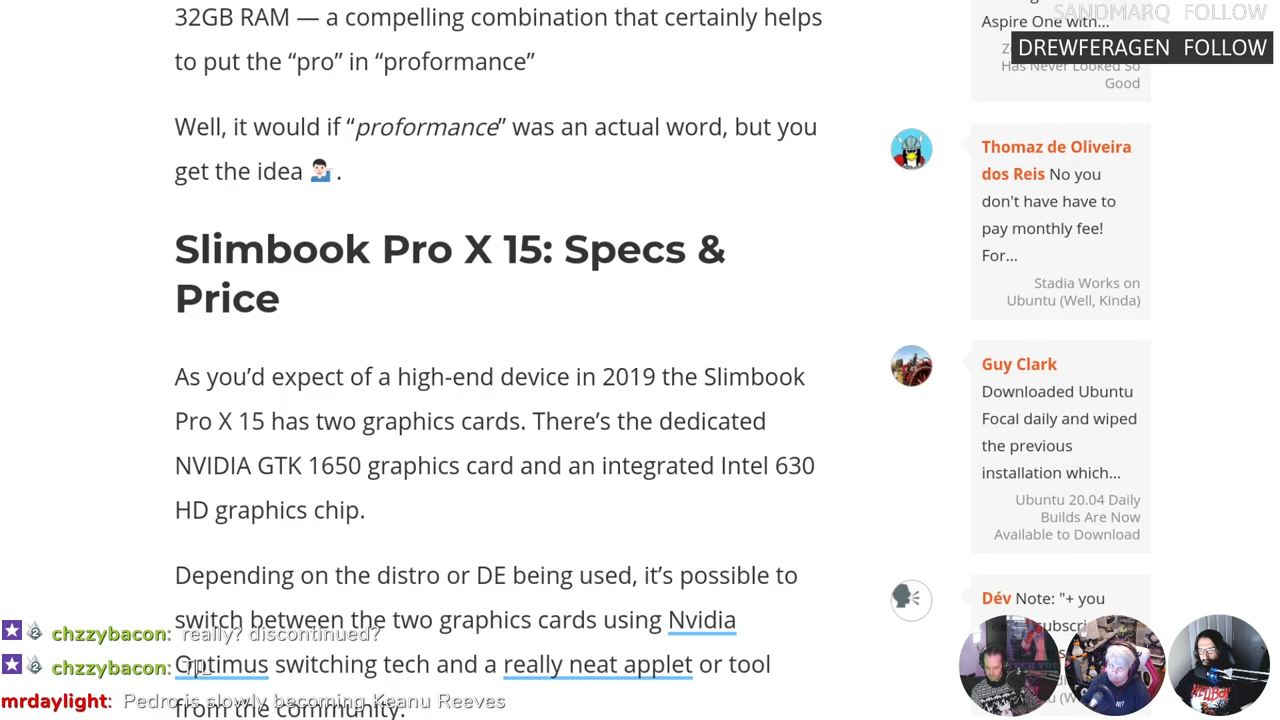 32GB RAM — a compelling combination that certainly helps
to put the “pro” in “proformance”
Well, it would if “proformance” was an actual word, but you
get the idea 💁🏻‍♂️.
Slimbook Pro X 15: Specs &
Price
As you’d expect of a high-end device in 2019 the Slimbook
Pro X 15 has two graphics cards. There’s the dedicated
NVIDIA GTK 1650 graphics card and an integrated Intel 630
HD graphics chip.
Depending on the distro or DE being used, it’s possible to
switch between the two graphics cards using Nvidia
Optimus switching tech and a really neat applet or tool
from the community.
SANDMARQ FOLLOW
DREWFERAGEN FOLLOW
Aspire One with...
Has Never Looked So
Good
Thomaz de Oliveira
dos Reis No you
don't have have to
pay monthly fee!
For...
Stadia Works on
Ubuntu (Well, Kinda)
Guy Clark
Downloaded Ubuntu
Focal daily and wiped
the previous
installation which...
Ubuntu 20.04 Daily
Builds Are Now
Available to Download
Dév Note: "+ you
chzzybacon: really? discontinued?
chzzybacon: TIL
mrdaylight: Pedro is slowly becoming Keanu Reeves